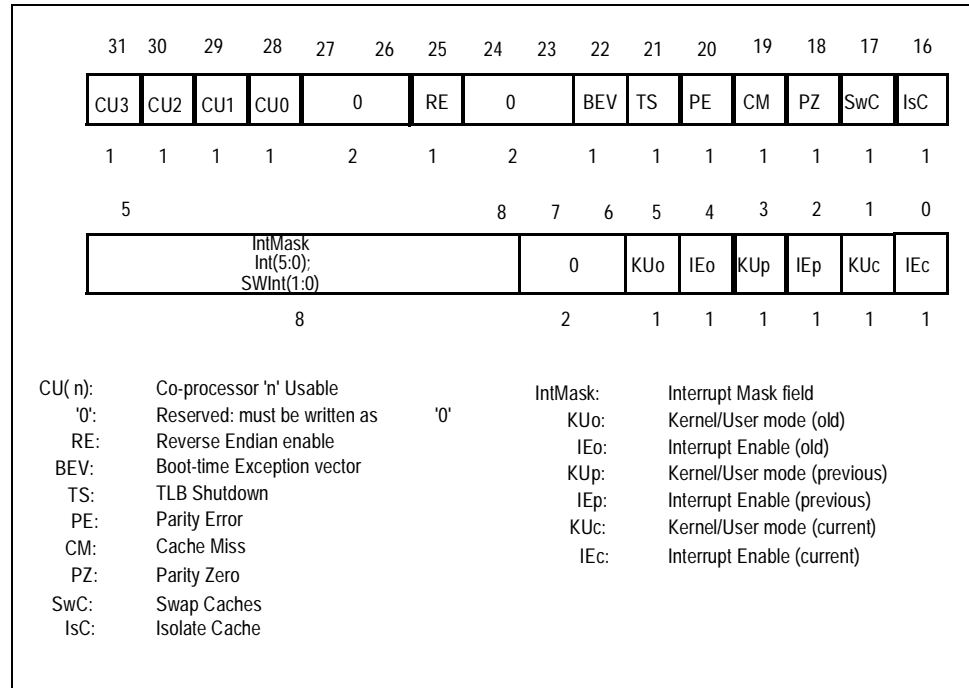 31 30 29 28 27 26 25 24 23 22 21 20 19 18 17 16
CU3 CU2 CU1 CU0 0 RE 0 BEV TS PE CM PZ SwC IsC
1 1 1 1 2 1 2 1 1 1 1 1 1 1
5 8 7 6 5 4 3 2 1 0
IntMask
Int(5:0);
SWInt(1:0)
0 KUo IEo KUp IEp KUc IEc
8 2 1 1 1 1 1 1
CU( n): Co-processor 'n' Usable
'0': Reserved: must be written as '0'
RE: Reverse Endian enable
BEV: Boot-time Exception vector
TS: TLB Shutdown
PE: Parity Error
CM: Cache Miss
PZ: Parity Zero
SwC: Swap Caches
IsC: Isolate Cache
IntMask: Interrupt Mask field
KUo: Kernel/User mode (old)
IEo: Interrupt Enable (old)
KUp: Kernel/User mode (previous)
IEp: Interrupt Enable (previous)
KUc: Kernel/User mode (current)
IEc: Interrupt Enable (current)